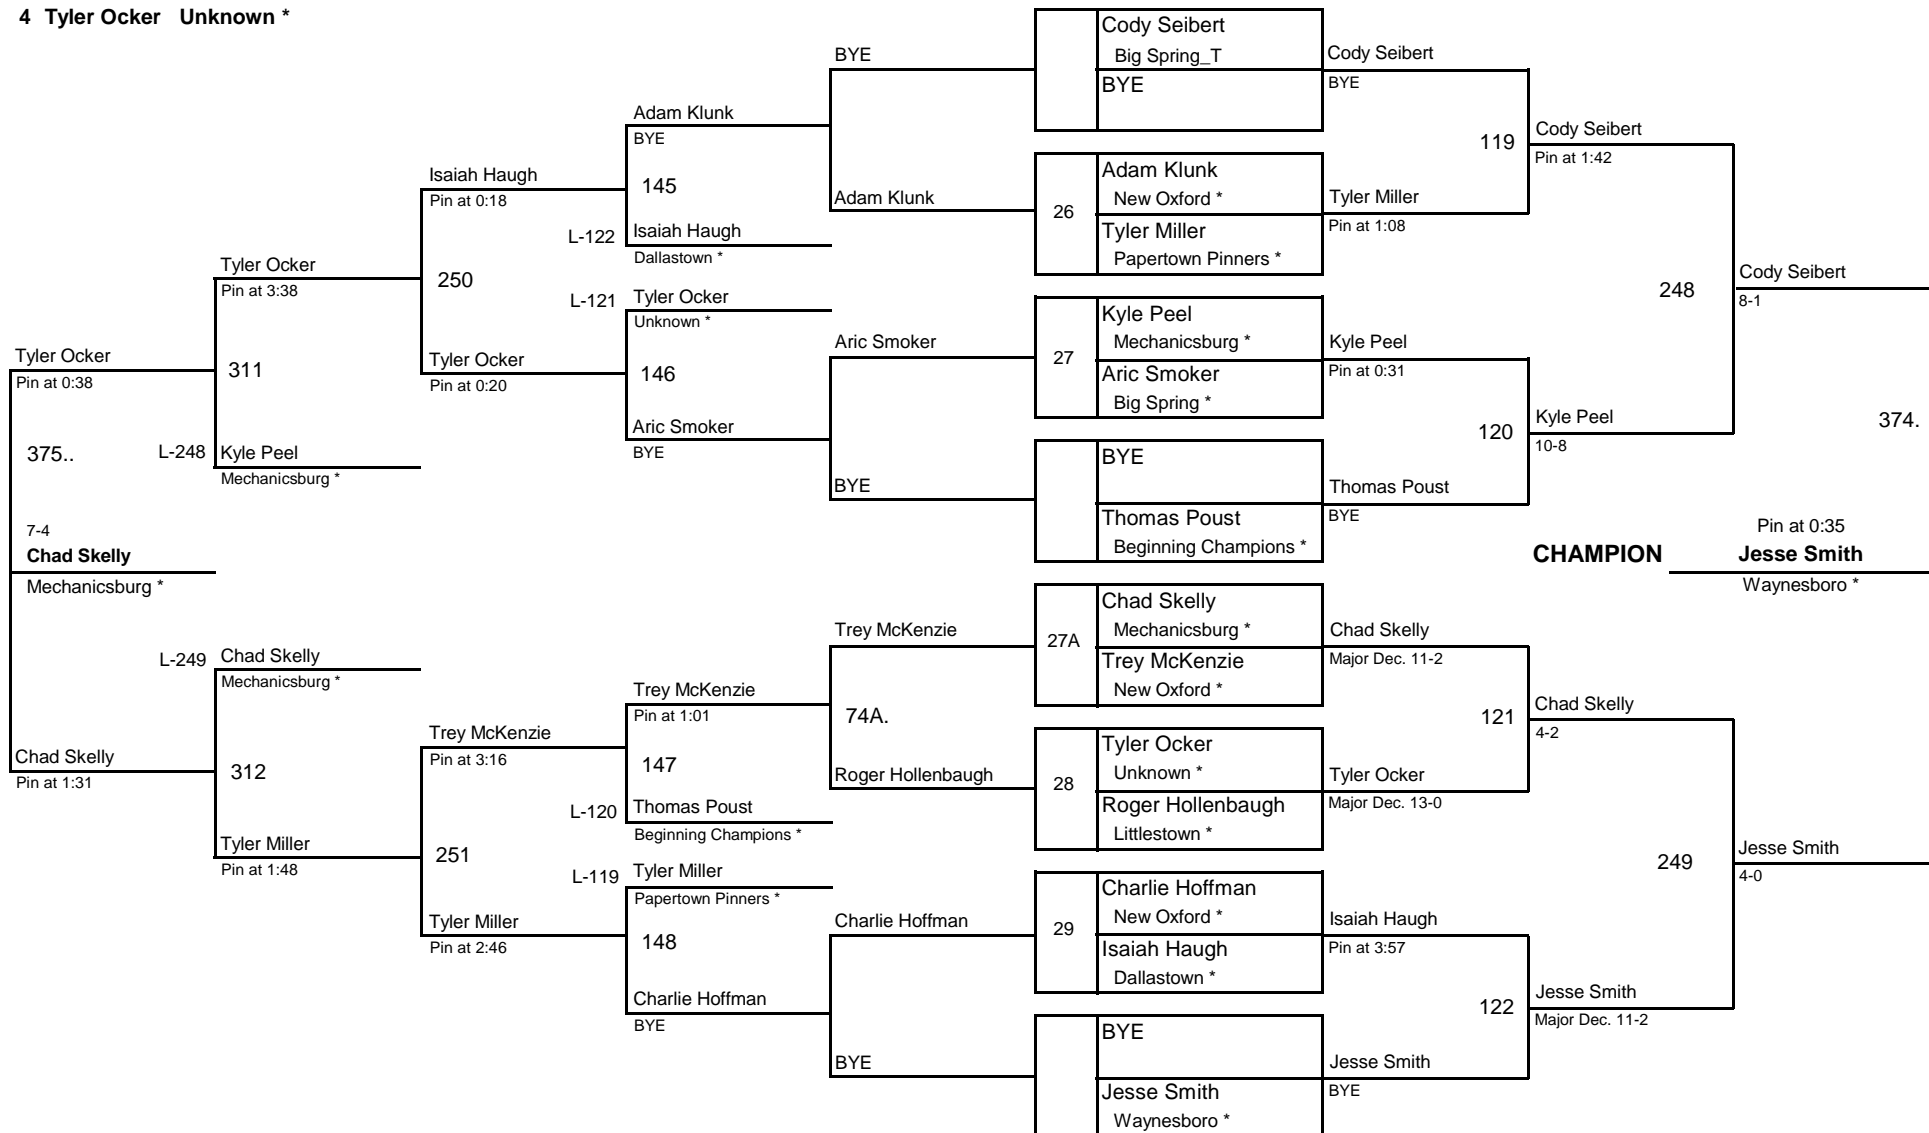 4 Tyler Ocker Unknown *
Cody Seibert
Big Spring_T
BYE
Adam Klunk
New Oxford *
26
Tyler Miller
Papertown Pinners *
Kyle Peel
Mechanicsburg *
27
Aric Smoker
Big Spring *
BYE
Thomas Poust
Beginning Champions *
Chad Skelly
Mechanicsburg *
27A
Trey McKenzie
New Oxford *
Tyler Ocker
Unknown *
28
Roger Hollenbaugh
Littlestown *
Charlie Hoffman
New Oxford *
29
Isaiah Haugh
Dallastown *
BYE
Jesse Smith
Waynesboro *
Cody Seibert
BYE
119
Tyler Miller
Pin at 1:08
Kyle Peel
Pin at 0:31
120
Thomas Poust
BYE
Chad Skelly
Major Dec. 11-2
121
Tyler Ocker
Major Dec. 13-0
Isaiah Haugh
Pin at 3:57
122
Jesse Smith
BYE
Cody Seibert
Pin at 1:42
248
Kyle Peel
10-8
Chad Skelly
4-2
249
Jesse Smith
Major Dec. 11-2
Cody Seibert
8-1
374.
Pin at 0:35
CHAMPION Jesse Smith
Waynesboro *
Jesse Smith
4-0
BYE
Adam Klunk
Aric Smoker
BYE
Trey McKenzie
74A.
Roger Hollenbaugh
Charlie Hoffman
BYE
Adam Klunk
BYE
145
L-122 Isaiah Haugh
Dallastown *
L-121 Tyler Ocker
Unknown *
146
Aric Smoker
BYE
Trey McKenzie
Pin at 1:01
147
L-120 Thomas Poust
Beginning Champions *
L-119 Tyler Miller
Papertown Pinners *
148
Charlie Hoffman
BYE
Isaiah Haugh
Pin at 0:18
250
Tyler Ocker
Pin at 0:20
Trey McKenzie
Pin at 3:16
251
Tyler Miller
Pin at 2:46
Tyler Ocker
Pin at 3:38
311
L-248 Kyle Peel
Mechanicsburg *
L-249 Chad Skelly
Mechanicsburg *
312
Tyler Miller
Pin at 1:48
Tyler Ocker
Pin at 0:38
375..
7-4
Chad Skelly
Mechanicsburg *
Chad Skelly
Pin at 1:31